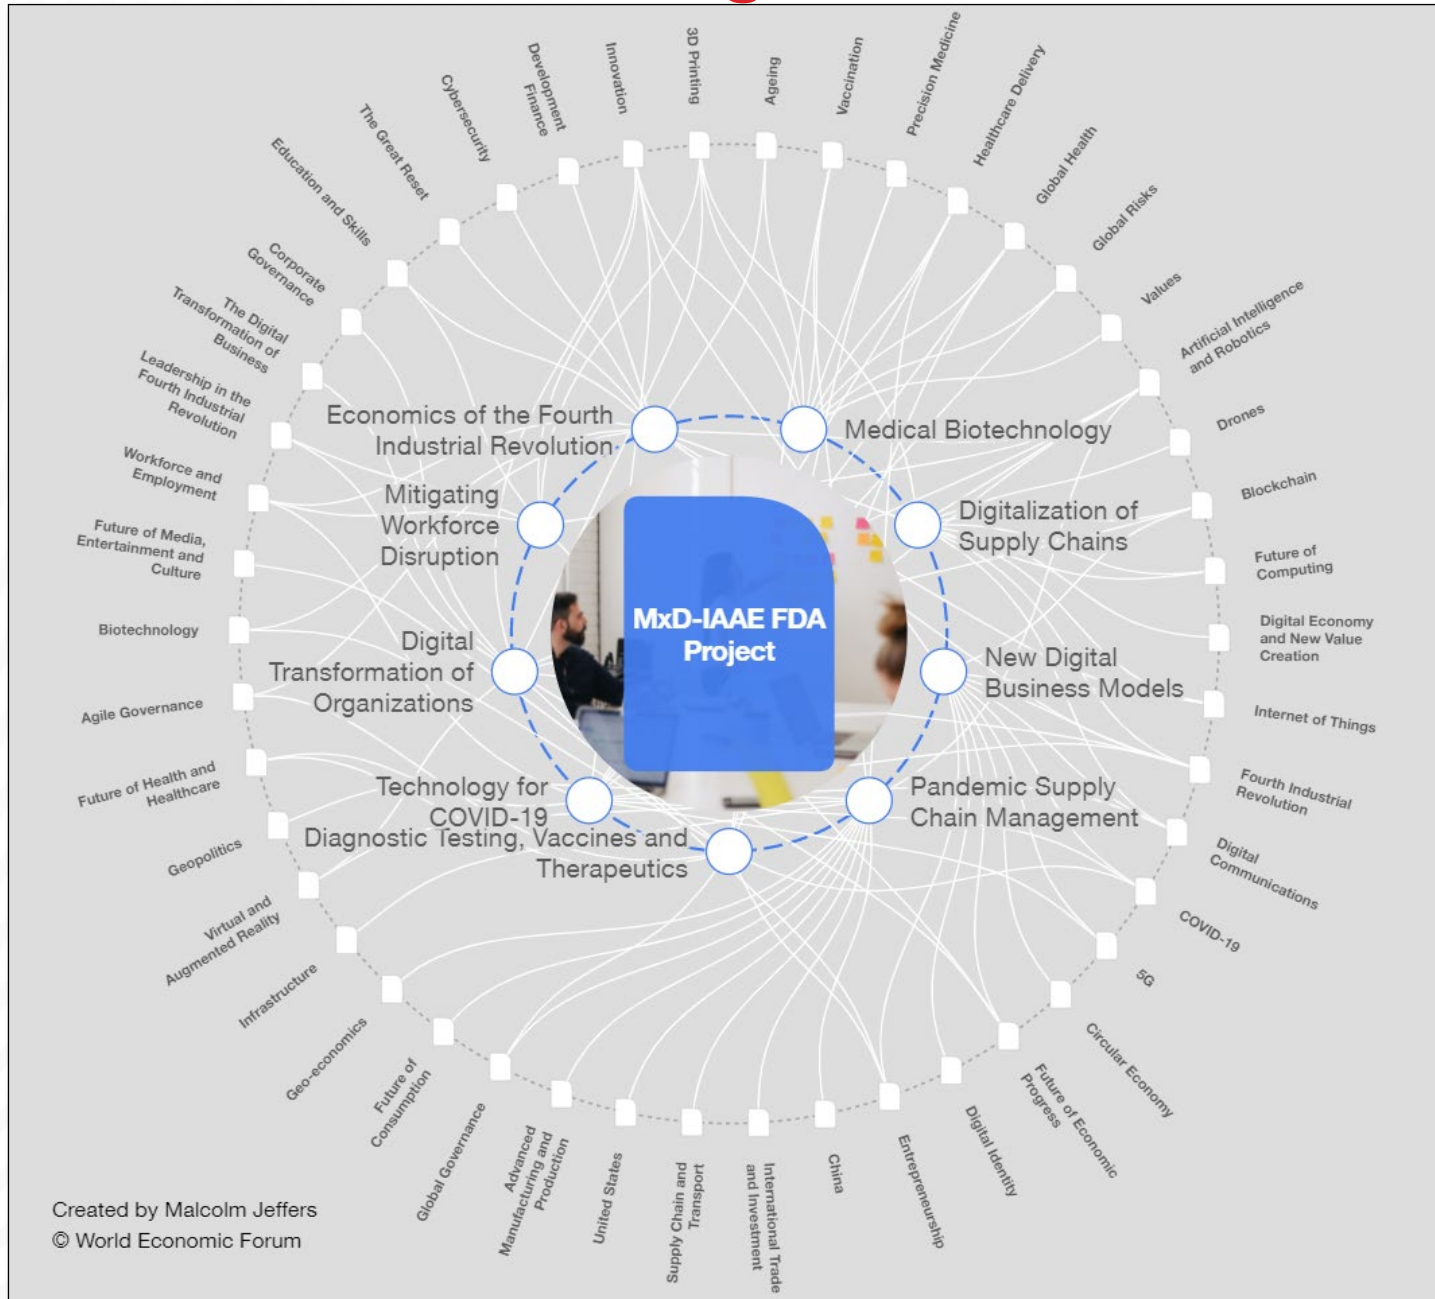 MxD-IAAE FDA
Project
Economics of the Fourth
Industrial Revolution
Mitigating
Workforce
Disruption
Digital
Transformation of
Organizations
Technology for
COVID-19
Diagnostic Testing, Vaccines and
Therapeutics
Medical Biotechnology
Digitalization of
Supply Chains
New Digital
Business Models
Pandemic Supply
Chain Management
3D Printing
Ageing
Vaccination
Precision Medicine
Healthcare Delivery
Global Health
Global Risks
Values
Artificial Intelligence
and Robotics
Drones
Blockchain
Future of
Computing
Digital Economy
and New Value
Creation
Internet of Things
Fourth Industrial
Revolution
Digital
Communications
COVID-19
5G
Circular Economy
Future of Economic
Progress
Digital Identity
Entrepreneurship
China
International Trade
and Investment
Supply Chain and
Transport
United States
Advanced
Manufacturing and
Production
Global Governance
Future of
Consumption
Geo-economics
Infrastructure
Virtual and
Augmented Reality
Geopolitics
Future of Health and
Healthcare
Agile Governance
Biotechnology
Future of Media,
Entertainment and
Culture
Workforce and
Employment
Leadership in the
Fourth Industrial
Revolution
The Digital
Transformation of
Business
Corporate
Governance
Education and Skills
The Great Reset
Cybersecurity
Development
Finance
Innovation
Created by Malcolm Jeffers
© World Economic Forum